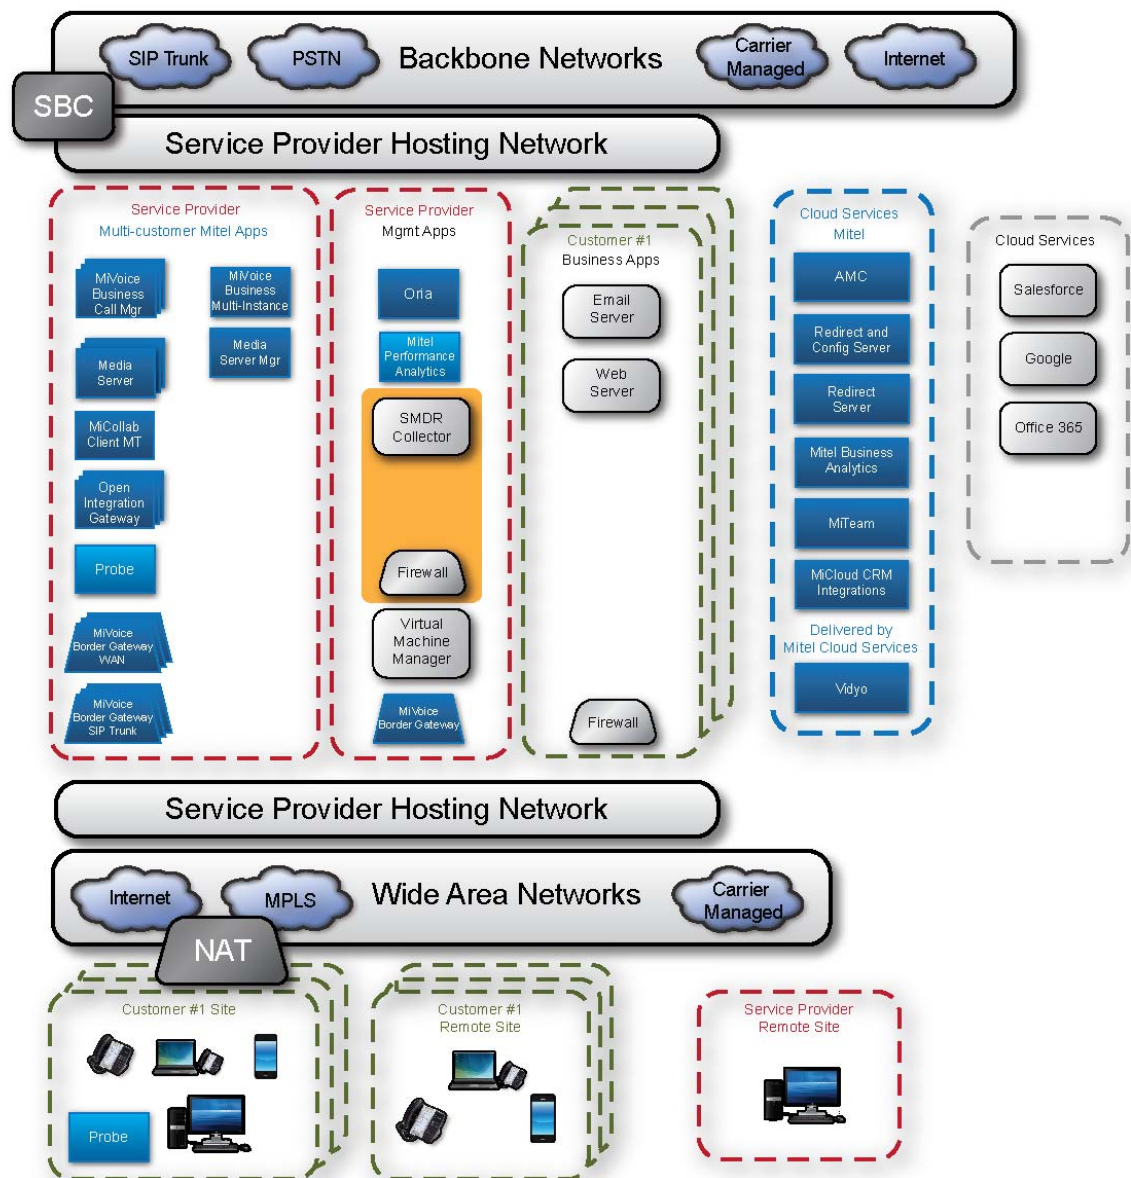 SIP Trunk
PSTN
Backbone Networks
Carrier
Managed
Internet
SBC
Service Provider Hosting Network
Service Provider
Multi-customer Mitel Apps
MiVoice
Business
Call Mgr
MiVoice
Business
Multi-Instance
Media
Server
Media
Server Mgr
MiCollab
Client MT
Open
Integration
Gateway
Probe
MiVoice
Border Gateway
WAN
MiVoice
Border Gateway
SIP Trunk
Service Provider
Mgmt Apps
Oria
Mitel
Performance
Analytics
SMDR
Collector
Firewall
Virtual
Machine
Manager
MiVoice
Border Gateway
Customer #1
Business Apps
Email
Server
Web
Server
Firewall
Cloud Services
Mitel
AMC
Redirect and
Config Server
Redirect
Server
Mitel Business
Analytics
MiTeam
MiCloud CRM
Integrations
Delivered by
Mitel Cloud Services
Vidyo
Cloud Services
Salesforce
Google
Office 365
Service Provider Hosting Network
Internet
MPLS
Wide Area Networks
Carrier
Managed
NAT
Customer #1 Site
Probe
Customer #1
Remote Site
Service Provider
Remote Site